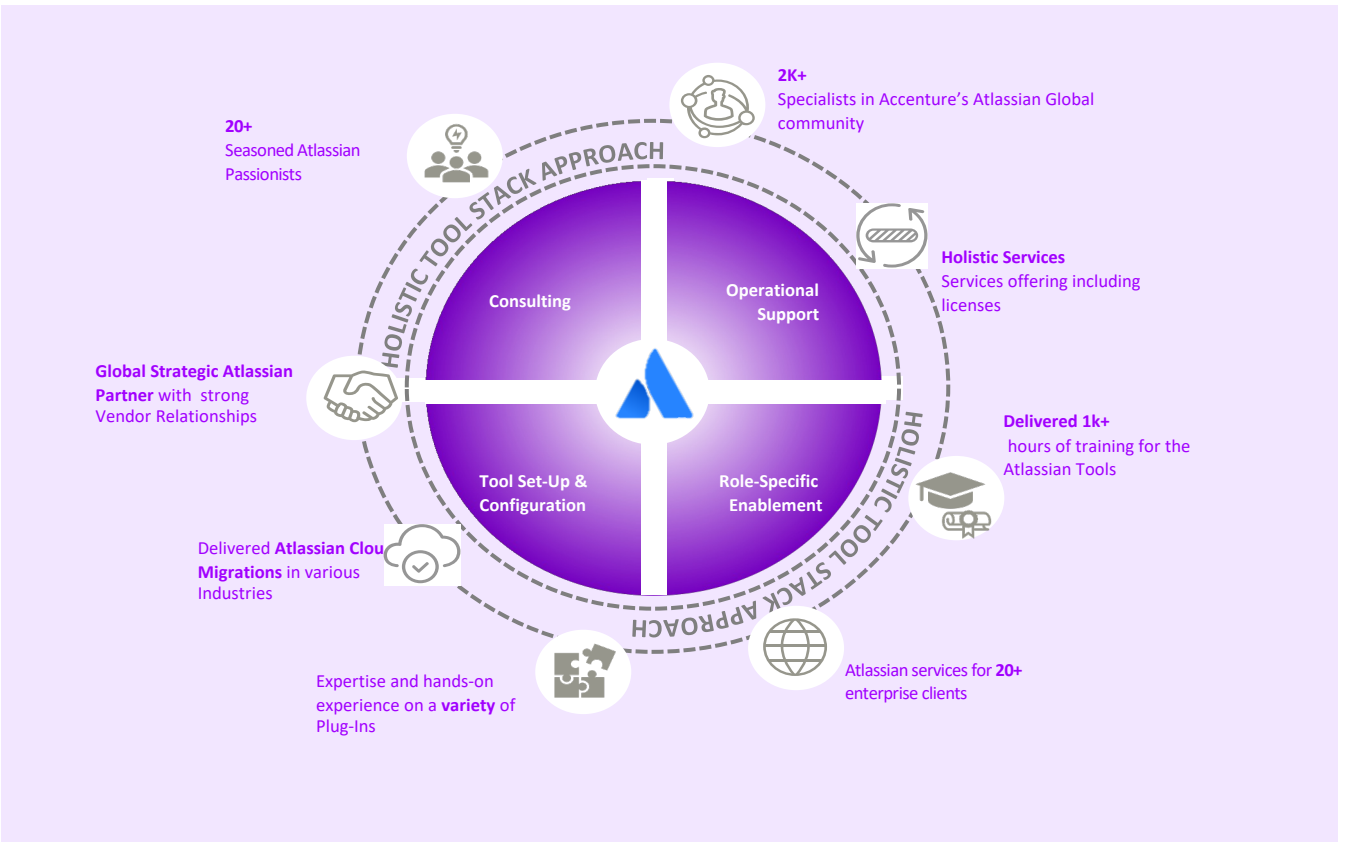 2K+
Specialists in Accenture's Atlassian Global
community
20+
Seasoned Atlassian
Passionists
HOLISTIC TOOL STACK APPROACH
Holistic Services
Services offering including
licenses
Consulting
Operational
Support
Global Strategic Atlassian
Partner with strong
Vendor Relationships
Delivered 1k+
hours of training for the
Atlassian Tools
Tool Set-Up &
Configuration
Role-Specific
Enablement
HOLISTIC TOOL STACK APPROACH
Delivered Atlassian Clou
Migrations in various
Industries
Atlassian services for 20+
enterprise clients
Expertise and hands-on
experience on a variety of
Plug-Ins